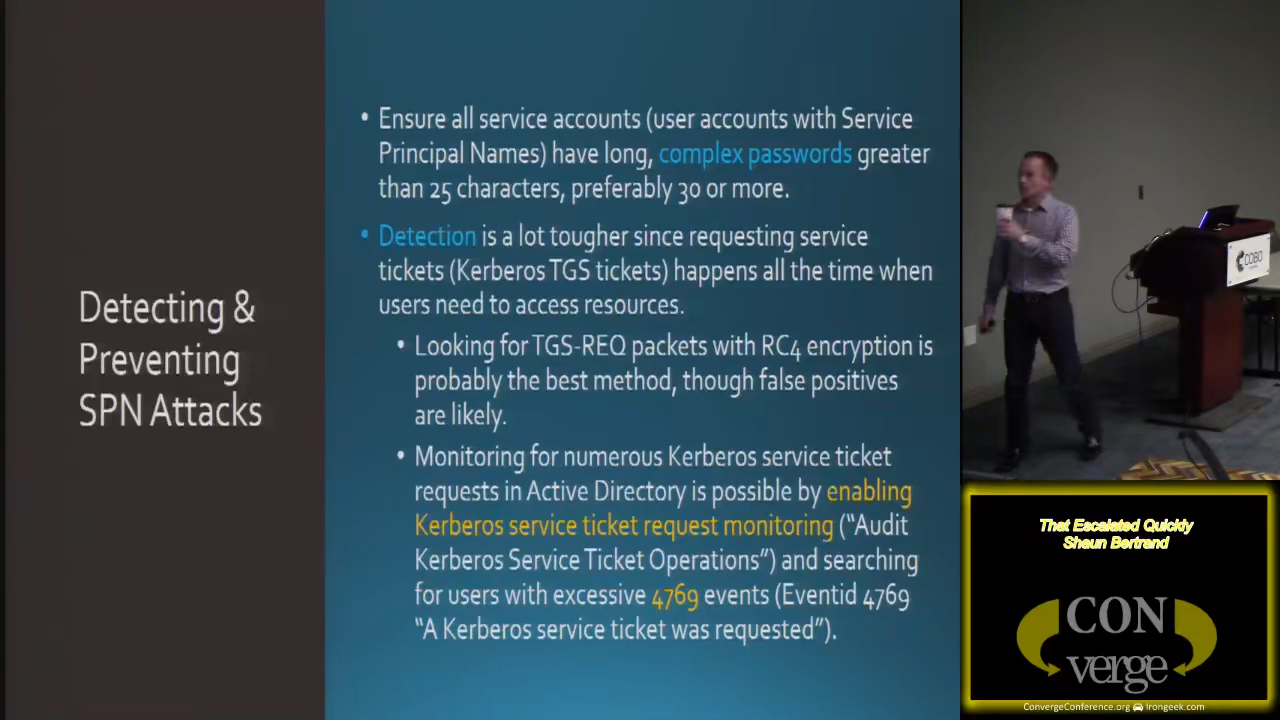 Detecting &
Preventing
SPN Attacks
• Ensure all service accounts (user accounts with Service
Principal Names) have long, complex passwords greater
than 25 characters, preferably 30 or more.
• Detection is a lot tougher since requesting service
tickets (Kerberos TGS tickets) happens all the time when
users need to access resources.
• Looking for TGS-REQ packets with RC4 encryption is
probably the best method, though false positives
are likely.
• Monitoring for numerous Kerberos service ticket
requests in Active Directory is possible by enabling
Kerberos service ticket request monitoring (“Audit
Kerberos Service Ticket Operations”) and searching
for users with excessive 4769 events (Eventid 4769
“A Kerberos service ticket was requested”).
COBO
That Escalated Quickly
Shaun Bertrand
CON
verge
ConvergeConference.org Irongeek.com